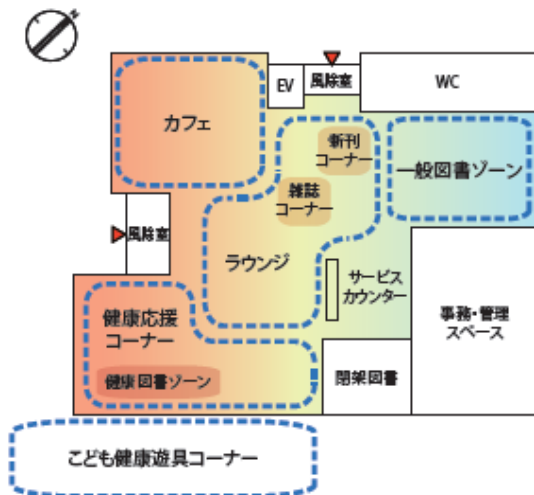 EV
風除室
WC
カフェ
新刊
コーナー
一般図書ゾーン
雑誌
コーナー
風除室
ラウンジ
サービス
カウンター
事務・管理
スペース
健康応援
コーナー
健康図書ゾーン
閉架図書
こども健康遊具コーナー